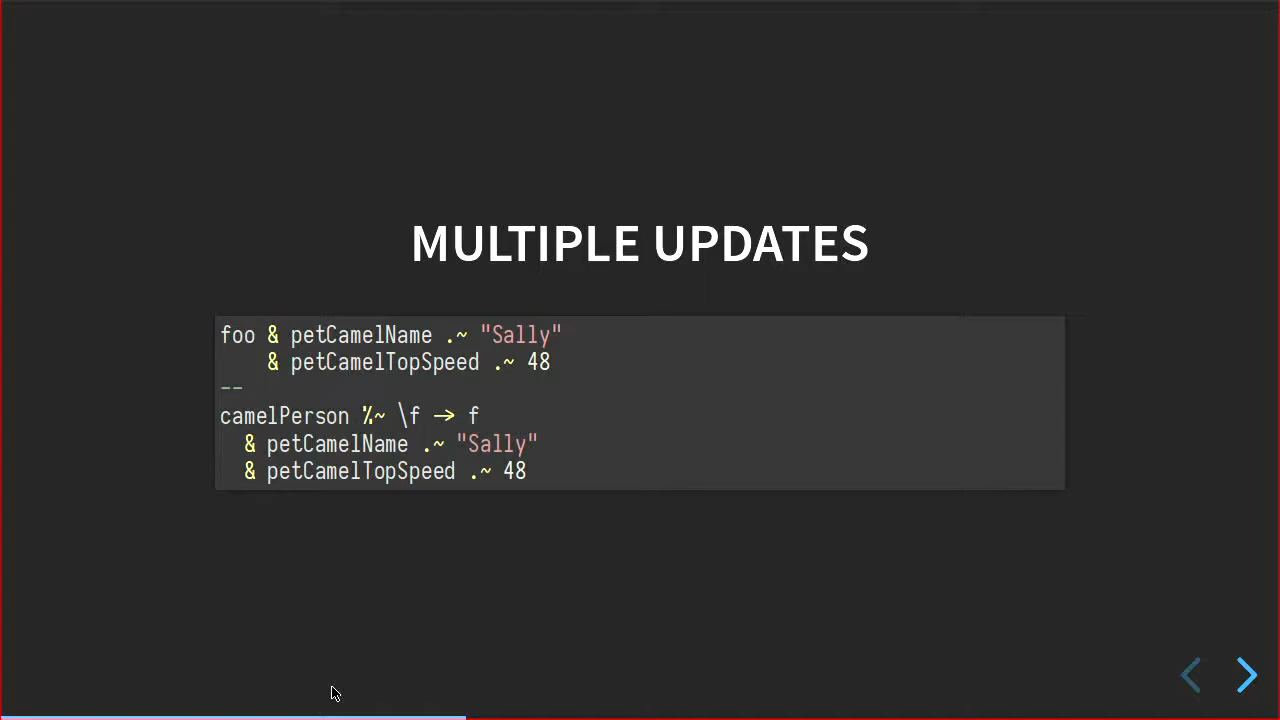 MULTIPLE UPDATES
foo & petCamelName .~ "Sally"
    & petCamelTopSpeed .~ 48
--
camelPerson %~ \f -> f
  & petCamelName .~ "Sally"
  & petCamelTopSpeed .~ 48